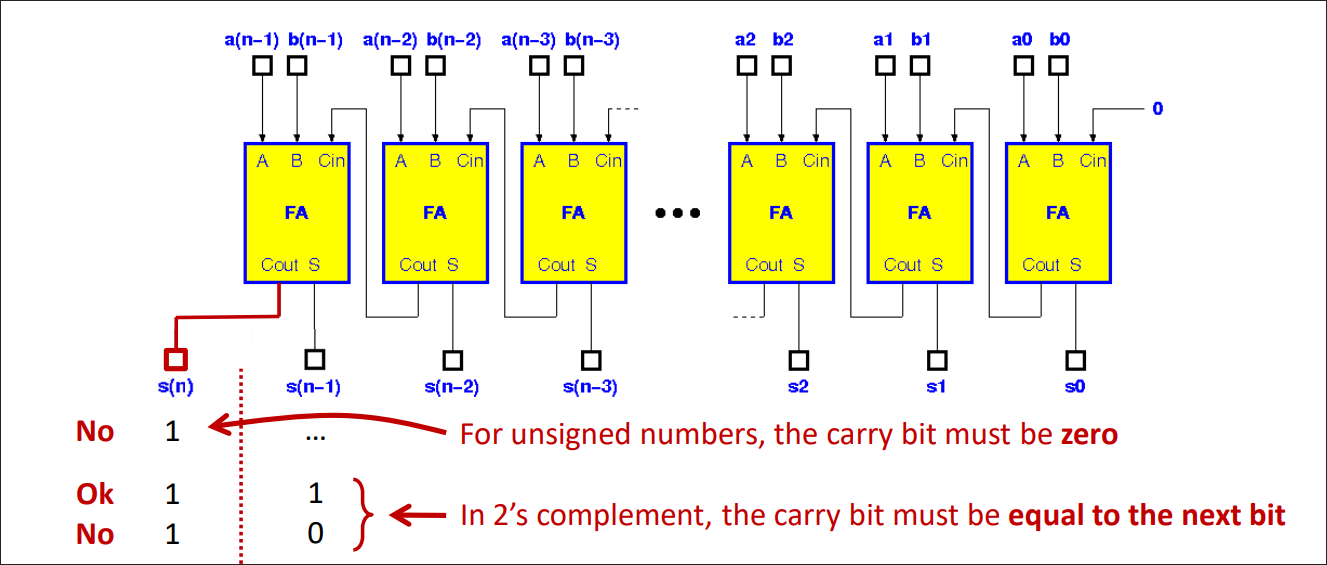 a(n−1) b(n−1) a(n−2) b(n−2) a(n−3) b(n−3) a2 b2 a1 b1 a0 b0
0
A B Cin A B Cin A B Cin A B Cin A B Cin A B Cin
FA FA FA ••• FA FA FA
Cout S Cout S Cout S Cout S Cout S Cout S
s(n) s(n−1) s(n−2) s(n−3) s2 s1 s0
No 1 ... For unsigned numbers, the carry bit must be zero
Ok 1 1
In 2’s complement, the carry bit must be equal to the next bit
No 1 0